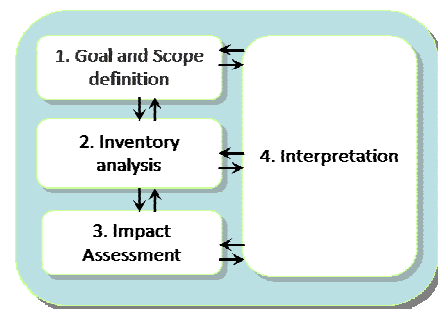 1. Goal and Scope
definition
2. Inventory
analysis
3. Impact
Assessment
4. Interpretation